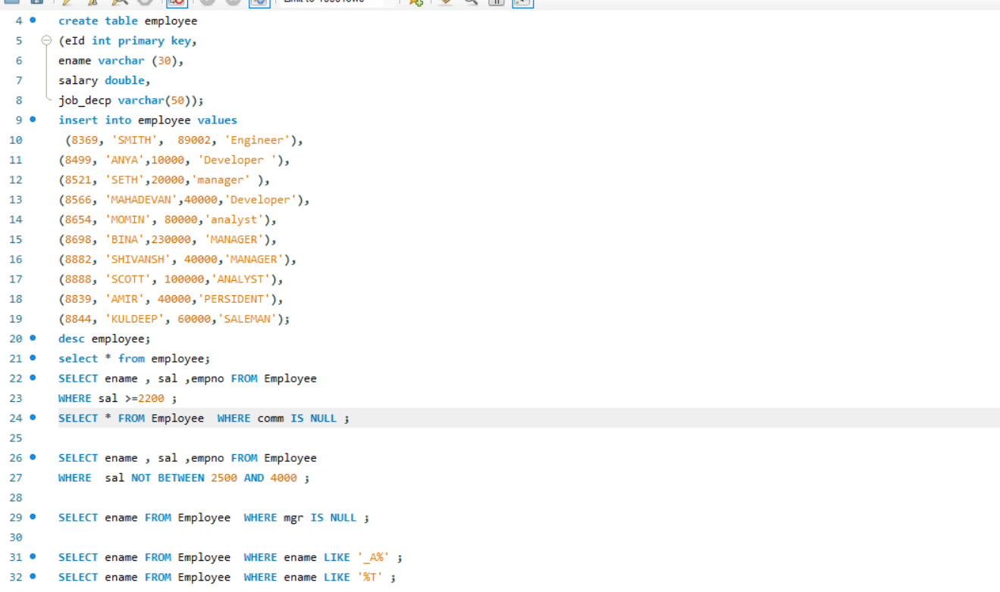 4 create table employee
5 (eId int primary key,
6 ename varchar (30),
7 salary double,
8 job_decp varchar(50));
9 insert into employee values
10 (8369, 'SMITH',  89002, 'Engineer'),
11 (8499, 'ANYA',10000, 'Developer '),
12 (8521, 'SETH',20000,'manager' ),
13 (8566, 'MAHADEVAN',40000,'Developer'),
14 (8654, 'MOMIN', 80000,'analyst'),
15 (8698, 'BINA',230000, 'MANAGER'),
16 (8882, 'SHIVANSH', 40000,'MANAGER'),
17 (8888, 'SCOTT', 100000,'ANALYST'),
18 (8839, 'AMIR', 40000,'PERSIDENT'),
19 (8844, 'KULDEEP', 60000,'SALEMAN');
20 desc employee;
21 select * from employee;
22 SELECT ename , sal ,empno FROM Employee
23 WHERE sal >=2200 ;
24 SELECT * FROM Employee  WHERE comm IS NULL ;
25
26 SELECT ename , sal ,empno FROM Employee
27 WHERE  sal NOT BETWEEN 2500 AND 4000 ;
28
29 SELECT ename FROM Employee  WHERE mgr IS NULL ;
30
31 SELECT ename FROM Employee  WHERE ename LIKE '_A%' ;
32 SELECT ename FROM Employee  WHERE ename LIKE '%T' ;